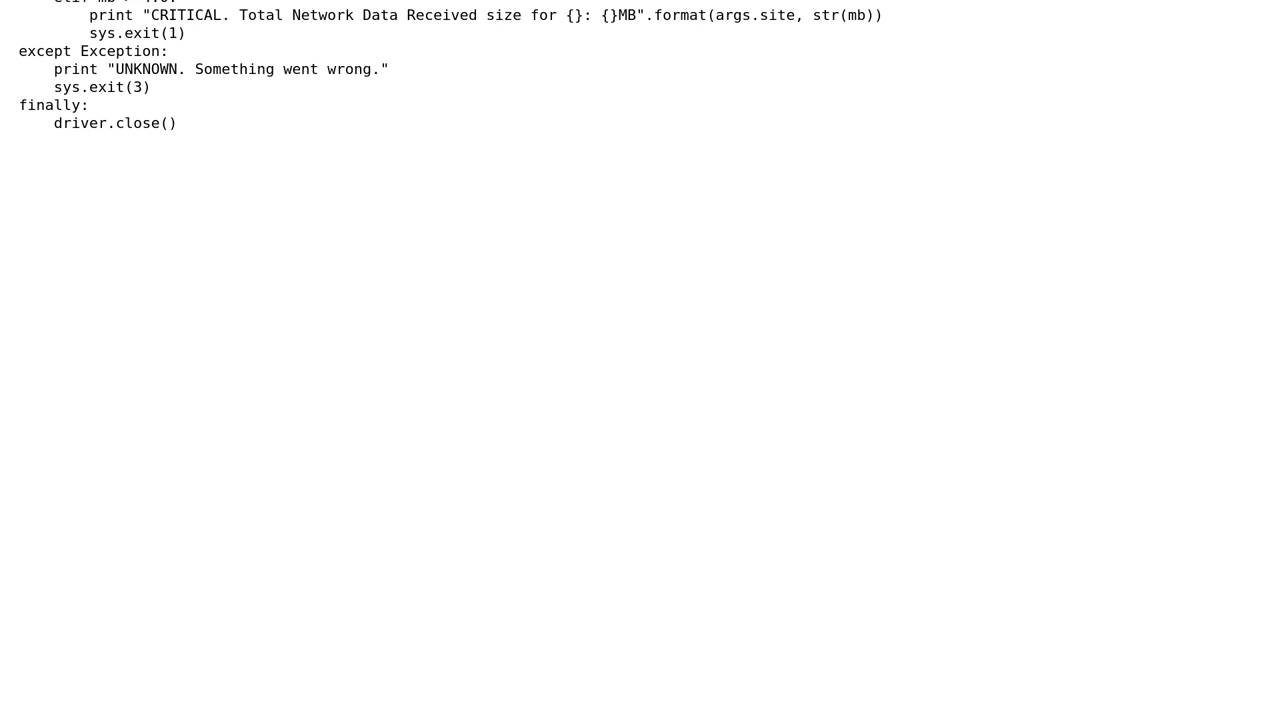 print "CRITICAL. Total Network Data Received size for {}: {}MB".format(args.site, str(mb))
sys.exit(1)
except Exception:
print "UNKNOWN. Something went wrong."
sys.exit(3)
finally:
driver.close()